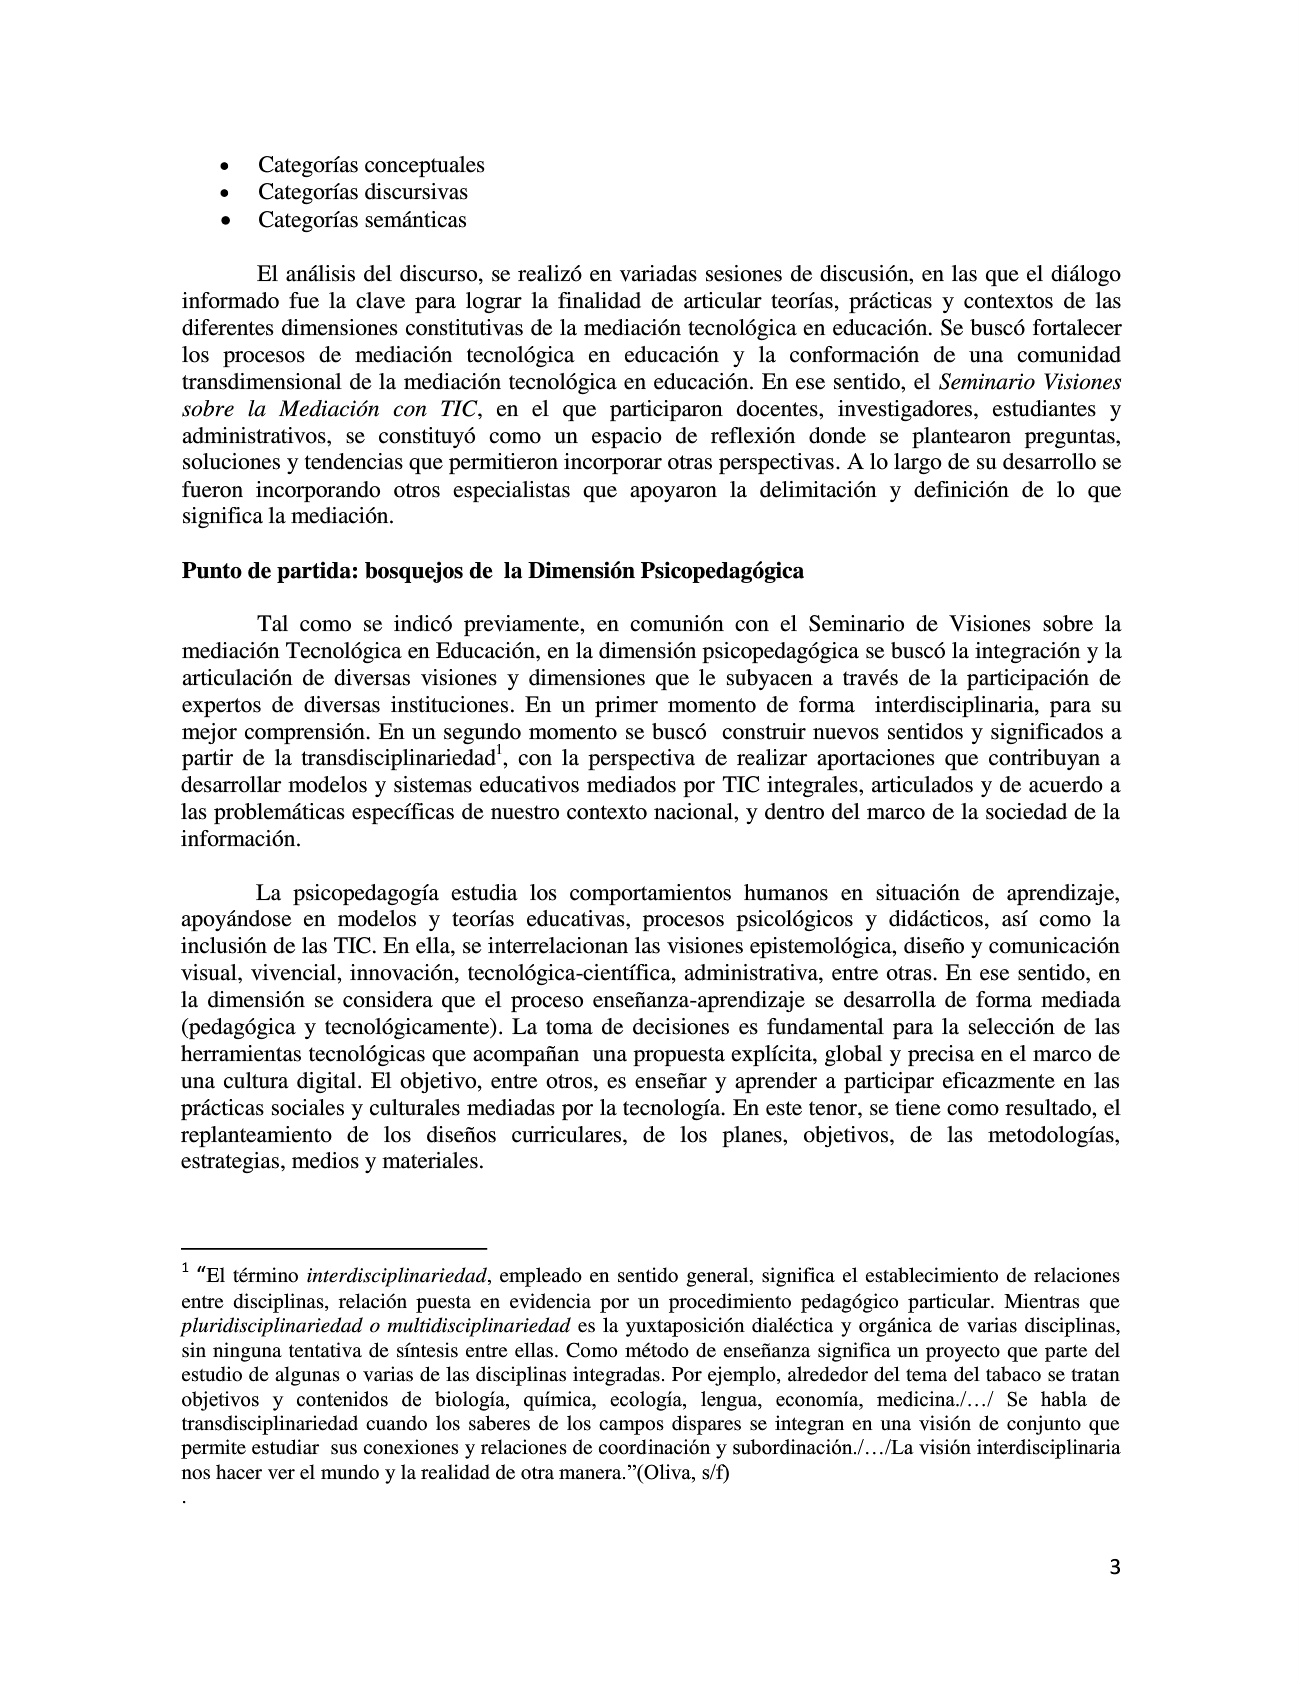 • Categorías conceptuales
• Categorías discursivas
• Categorías semánticas
El análisis del discurso, se realizó en variadas sesiones de discusión, en las que el diálogo
informado fue la clave para lograr la finalidad de articular teorías, prácticas y contextos de las
diferentes dimensiones constitutivas de la mediación tecnológica en educación. Se buscó fortalecer
los procesos de mediación tecnológica en educación y la conformación de una comunidad
transdimensional de la mediación tecnológica en educación. En ese sentido, el Seminario Visiones
sobre la Mediación con TIC, en el que participaron docentes, investigadores, estudiantes y
administrativos, se constituyó como un espacio de reflexión donde se plantearon preguntas,
soluciones y tendencias que permitieron incorporar otras perspectivas. A lo largo de su desarrollo se
fueron incorporando otros especialistas que apoyaron la delimitación y definición de lo que
significa la mediación.
Punto de partida: bosquejos de la Dimensión Psicopedagógica
Tal como se indicó previamente, en comunión con el Seminario de Visiones sobre la
mediación Tecnológica en Educación, en la dimensión psicopedagógica se buscó la integración y la
articulación de diversas visiones y dimensiones que le subyacen a través de la participación de
expertos de diversas instituciones. En un primer momento de forma interdisciplinaria, para su
mejor comprensión. En un segundo momento se buscó construir nuevos sentidos y significados a
partir de la transdisciplinariedad1, con la perspectiva de realizar aportaciones que contribuyan a
desarrollar modelos y sistemas educativos mediados por TIC integrales, articulados y de acuerdo a
las problemáticas específicas de nuestro contexto nacional, y dentro del marco de la sociedad de la
información.
La psicopedagogía estudia los comportamientos humanos en situación de aprendizaje,
apoyándose en modelos y teorías educativas, procesos psicológicos y didácticos, así como la
inclusión de las TIC. En ella, se interrelacionan las visiones epistemológica, diseño y comunicación
visual, vivencial, innovación, tecnológica-científica, administrativa, entre otras. En ese sentido, en
la dimensión se considera que el proceso enseñanza-aprendizaje se desarrolla de forma mediada
(pedagógica y tecnológicamente). La toma de decisiones es fundamental para la selección de las
herramientas tecnológicas que acompañan una propuesta explícita, global y precisa en el marco de
una cultura digital. El objetivo, entre otros, es enseñar y aprender a participar eficazmente en las
prácticas sociales y culturales mediadas por la tecnología. En este tenor, se tiene como resultado, el
replanteamiento de los diseños curriculares, de los planes, objetivos, de las metodologías,
estrategias, medios y materiales.
1 “El término interdisciplinariedad, empleado en sentido general, significa el establecimiento de relaciones
entre disciplinas, relación puesta en evidencia por un procedimiento pedagógico particular. Mientras que
pluridisciplinariedad o multidisciplinariedad es la yuxtaposición dialéctica y orgánica de varias disciplinas,
sin ninguna tentativa de síntesis entre ellas. Como método de enseñanza significa un proyecto que parte del
estudio de algunas o varias de las disciplinas integradas. Por ejemplo, alrededor del tema del tabaco se tratan
objetivos y contenidos de biología, química, ecología, lengua, economía, medicina./…/ Se habla de
transdisciplinariedad cuando los saberes de los campos dispares se integran en una visión de conjunto que
permite estudiar sus conexiones y relaciones de coordinación y subordinación./…/La visión interdisciplinaria
nos hacer ver el mundo y la realidad de otra manera.”(Oliva, s/f)
.
3